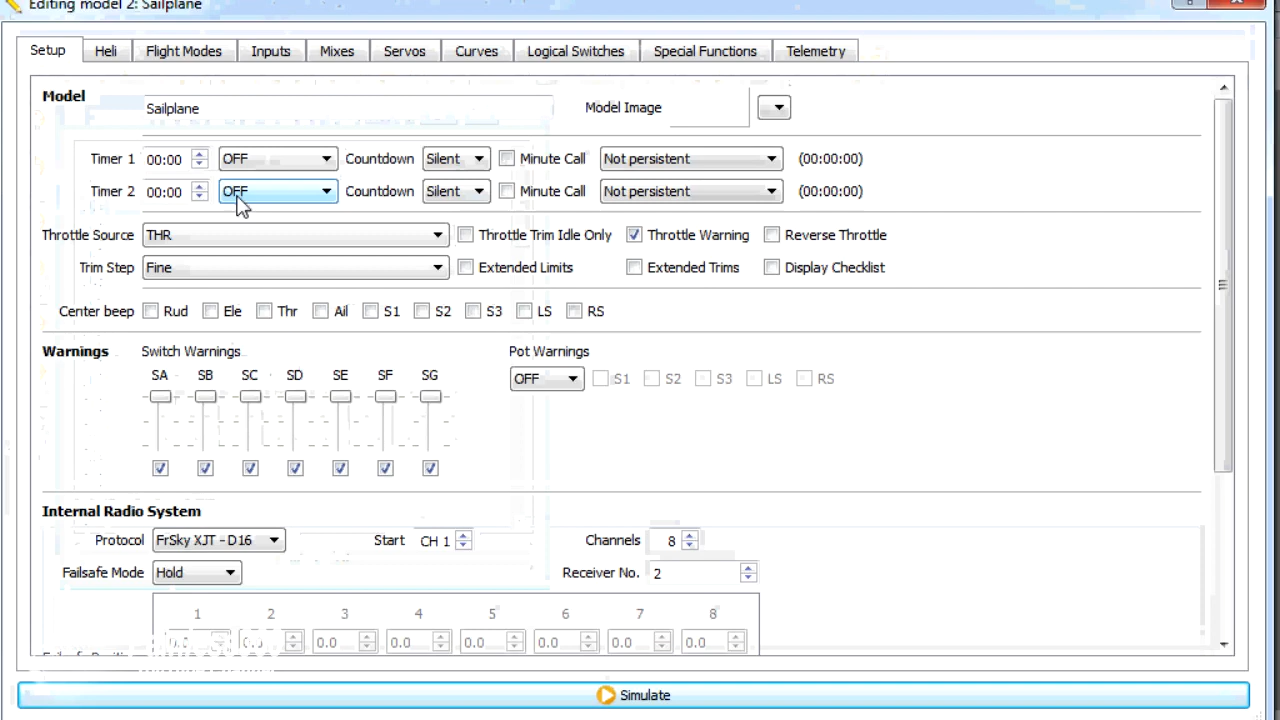 Editing model 2: Sailplane
Setup Heli Flight Modes Inputs Mixes Servos Curves Logical Switches Special Functions Telemetry
Model Sailplane Model Image
Timer 1 00:00 OFF Countdown Silent Minute Call Not persistent (00:00:00)
Timer 2 00:00 OFF Countdown Silent Minute Call Not persistent (00:00:00)
Throttle Source THR Throttle Trim Idle Only Throttle Warning Reverse Throttle
Trim Step Fine Extended Limits Extended Trims Display Checklist
Center beep Rud Ele Thr Ail S1 S2 S3 LS RS
Warnings Switch Warnings Pot Warnings
SA SB SC SD SE SF SG
OFF S1 S2 S3 LS RS
Internal Radio System
Protocol FrSky XJT - D16 Start CH 1 Channels 8
Failsafe Mode Hold Receiver No. 2
1 2 3 4 5 6 7 8
0.0 0.0 0.0 0.0 0.0 0.0 0.0
Simulate